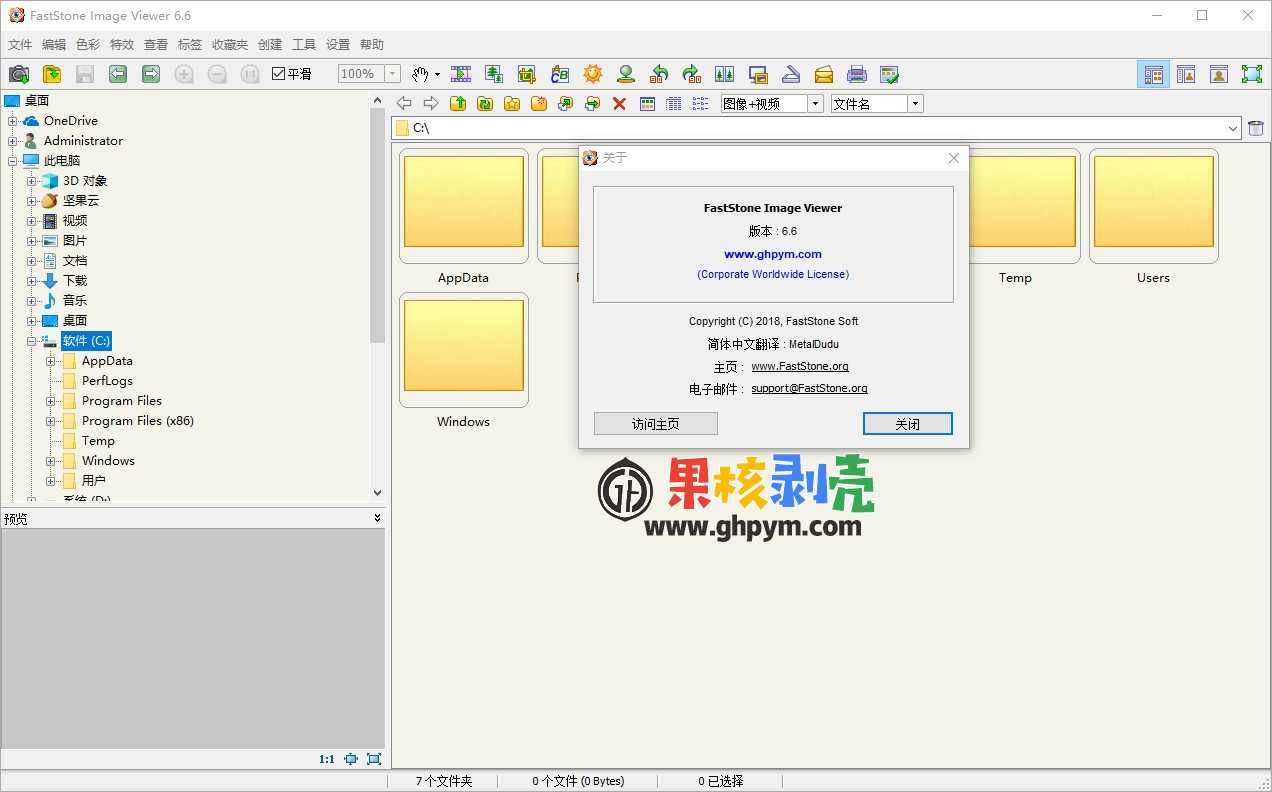 FastStone Image Viewer 6.6
文件 编辑 色彩 特效 查看 标签 收藏夹 创建 工具 设置 帮助
平滑 100%
桌面
OneDrive
Administrator
此电脑
3D 对象
坚果云
视频
图片
文档
下载
音乐
桌面
软件 (C:)
AppData
PerfLogs
Program Files
Program Files (x86)
Temp
Windows
用户
系统 (D:)
预览
1:1
图像+视频 文件名
C:\
AppData
Temp
Users
Windows
关于
FastStone Image Viewer
版本 : 6.6
www.ghpym.com
(Corporate Worldwide License)
Copyright (C) 2018, FastStone Soft
简体中文翻译 : MetalDudu
主页 : www.FastStone.org
电子邮件 : support@FastStone.org
访问主页 关闭
果核剥壳
www.ghpym.com
7 个文件夹 0 个文件 (0 Bytes) 0 已选择